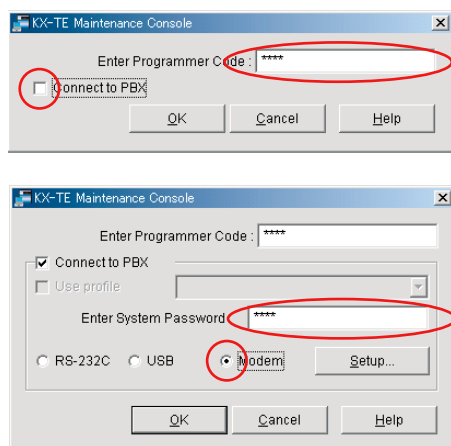 KX-TE Maintenance Console
Enter Programmer Code : ****
Connect to PBX
OK Cancel Help
KX-TE Maintenance Console
Enter Programmer Code : ****
Connect to PBX
Use profile
Enter System Password ****
RS-232C USB Modem Setup...
OK Cancel Help